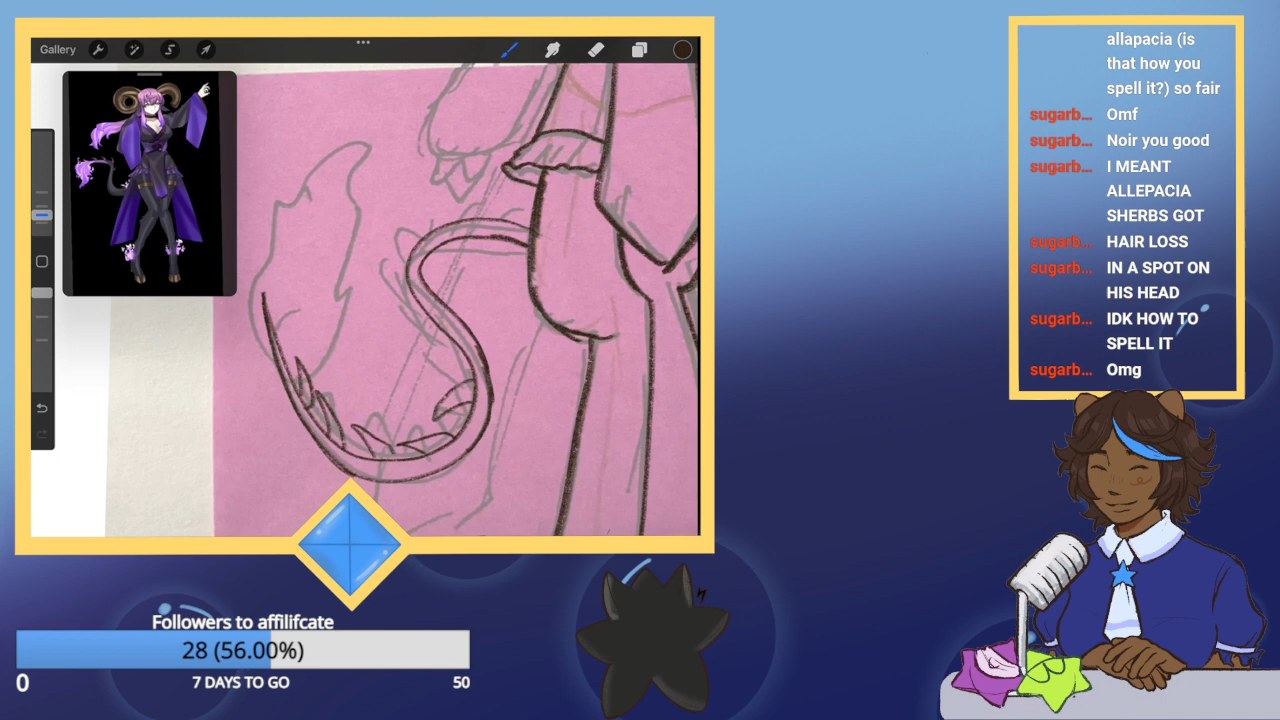 Gallery
allapacia (is
that how you
spell it?) so fair
sugarb... Omf
sugarb... Noir you good
sugarb... I MEANT
ALLEPACIA
SHERBS GOT
sugarb... HAIR LOSS
sugarb... IN A SPOT ON
HIS HEAD
sugarb... IDK HOW TO
SPELL IT
sugarb... Omg
Followers to affilifcate
28 (56.00%)
0 7 DAYS TO GO 50